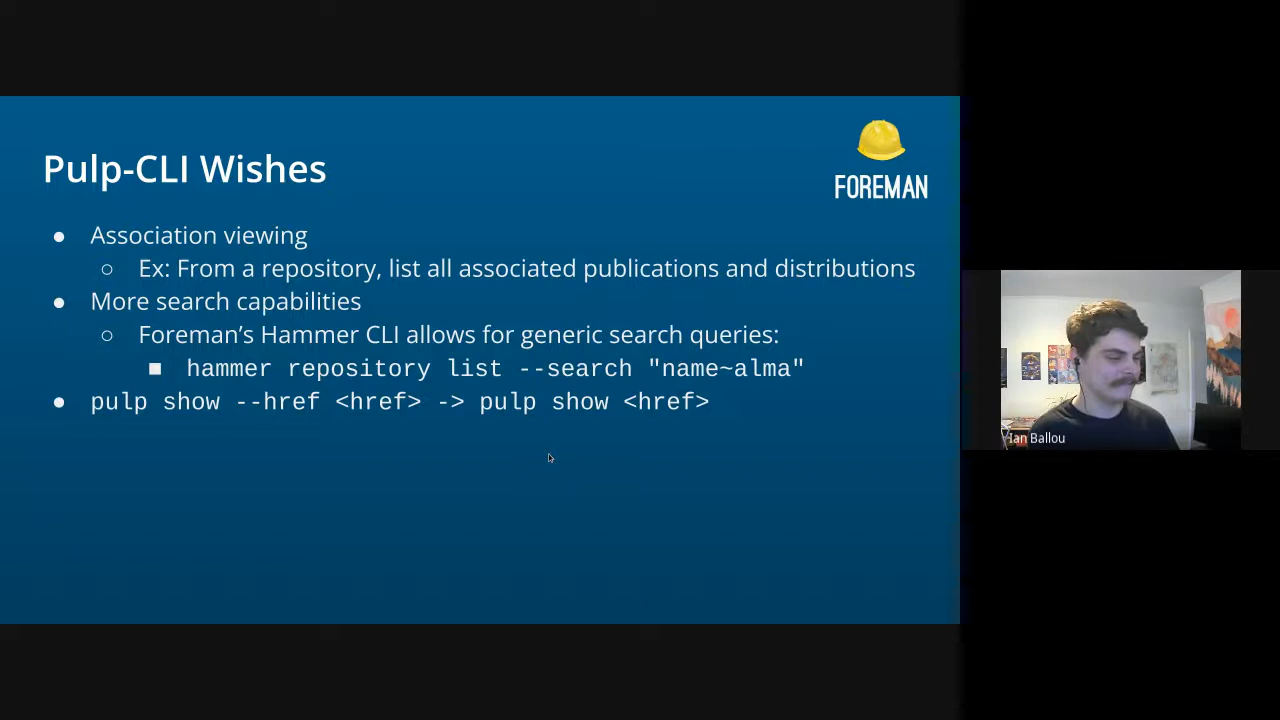 FOREMAN
Pulp-CLI Wishes
● Association viewing
○ Ex: From a repository, list all associated publications and distributions
● More search capabilities
○ Foreman’s Hammer CLI allows for generic search queries:
■ hammer repository list --search "name~alma"
● pulp show --href <href> -> pulp show <href>
Ian Ballou